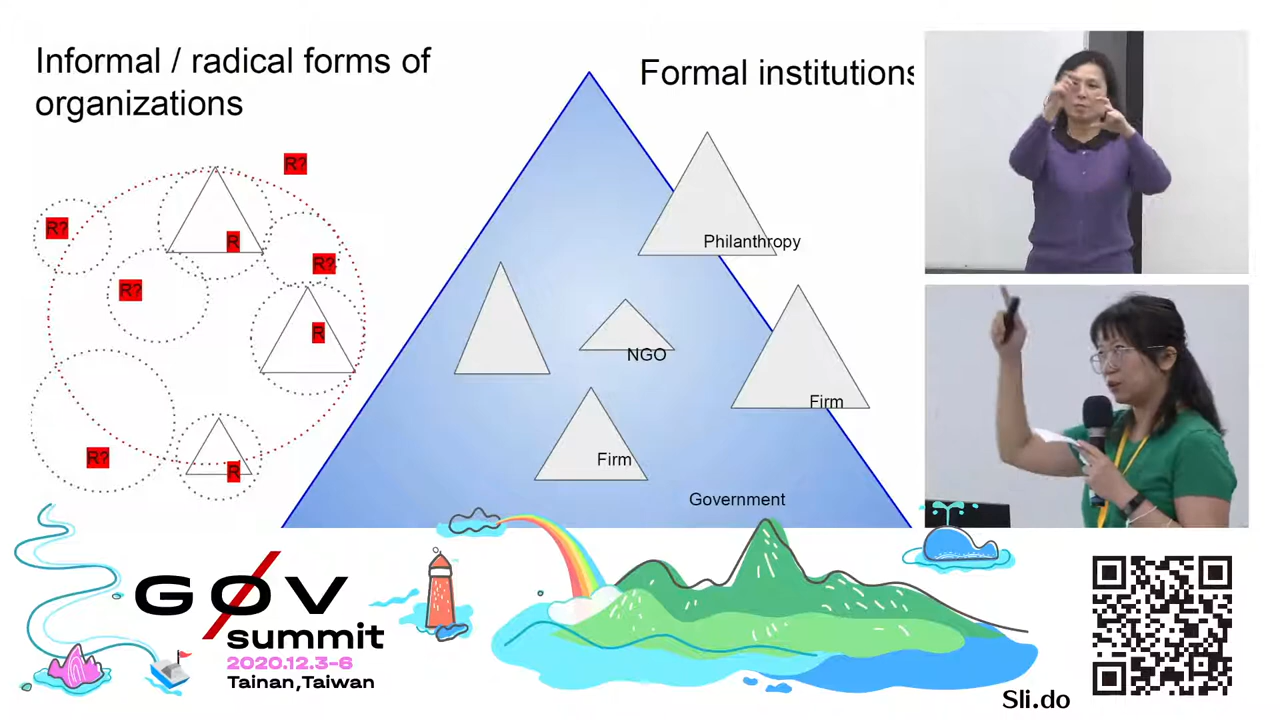 Informal / radical forms of
organizations
Formal institutions
R?
R?
R
R?
R?
R
R?
R
Philanthropy
NGO
Firm
Firm
Government
GØV
summit
2020.12.3-6
Tainan,Taiwan
Sli.do